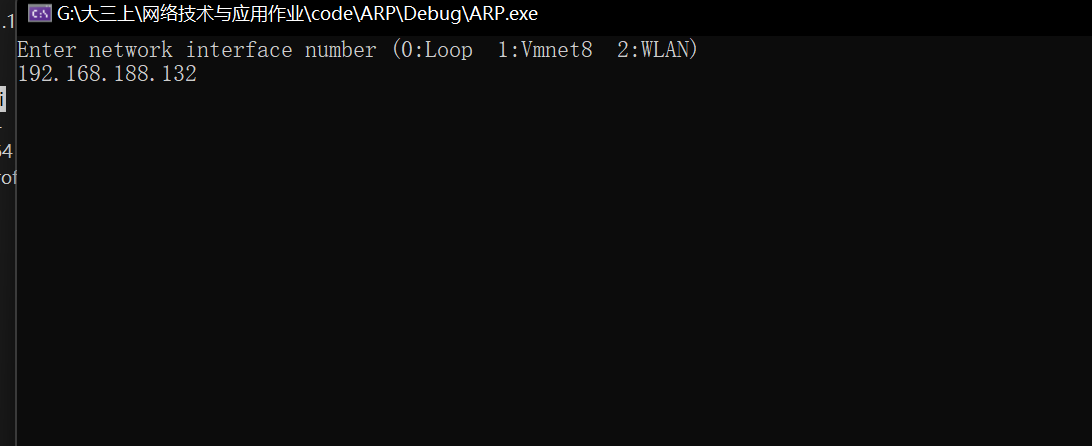 .1
G:\大三上\网络技术与应用作业\code\ARP\Debug\ARP.exe
Enter network interface number (0:Loop  1:Vmnet8  2:WLAN)
192.168.188.132
i
64
rof